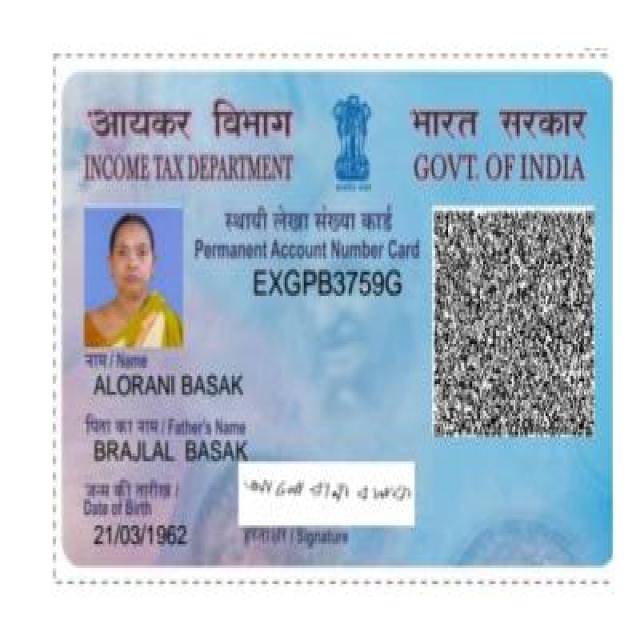 आयकर विभाग भारत सरकार
INCOME TAX DEPARTMENT GOVT. OF INDIA
स्थायी लेखा संख्या कार्ड
Permanent Account Number Card
EXGPB3759G
नाम / Name
ALORANI BASAK
पिता का नाम / Father's Name
BRAJLAL BASAK
जन्म की तारीख /
Date of Birth
21/03/1962
हस्ताक्षर / Signature